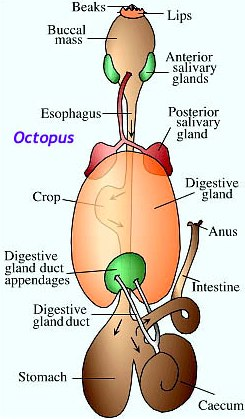 Beaks
Lips
Buccal
mass
Anterior
salivary
glands
Esophagus
Posterior
salivary
gland
Octopus
Crop
Digestive
gland
Anus
Digestive
gland duct
appendages
Intestine
Digestive
gland duct
Stomach
Caecum